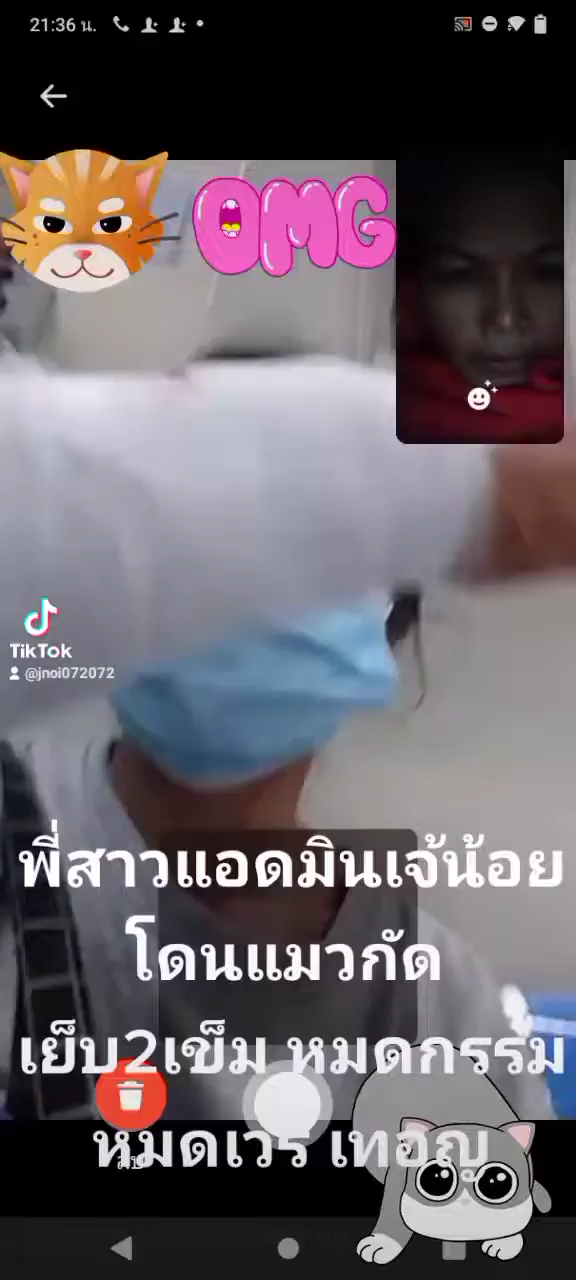 21:36 น.
OMG
TikTok
@jnoi072072
พี่สาวแอดมินเจ้น้อย
โดนแมวกัด
เย็บ2เข็ม หมดกรรม
หมดเวร เทอญ
ลบ